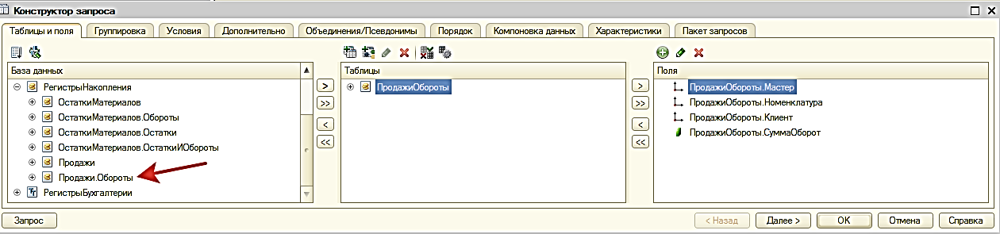 Конструктор запроса
Таблицы и поля Группировка Условия Дополнительно Объединения/Псевдонимы Порядок Компоновка данных Характеристики Пакет запросов
База данных
РегистрыНакопления
ОстаткиМатериалов
ОстаткиМатериалов.Обороты
ОстаткиМатериалов.Остатки
ОстаткиМатериалов.ОстаткиИОбороты
Продажи
Продажи.Обороты
РегистрыБухгалтерии
> >> < <<
Таблицы
ПродажиОбороты
> >> < <<
Поля
ПродажиОбороты.Мастер
ПродажиОбороты.Номенклатура
ПродажиОбороты.Клиент
ПродажиОбороты.СуммаОборот
Запрос < Назад Далее > ОК Отмена Справка